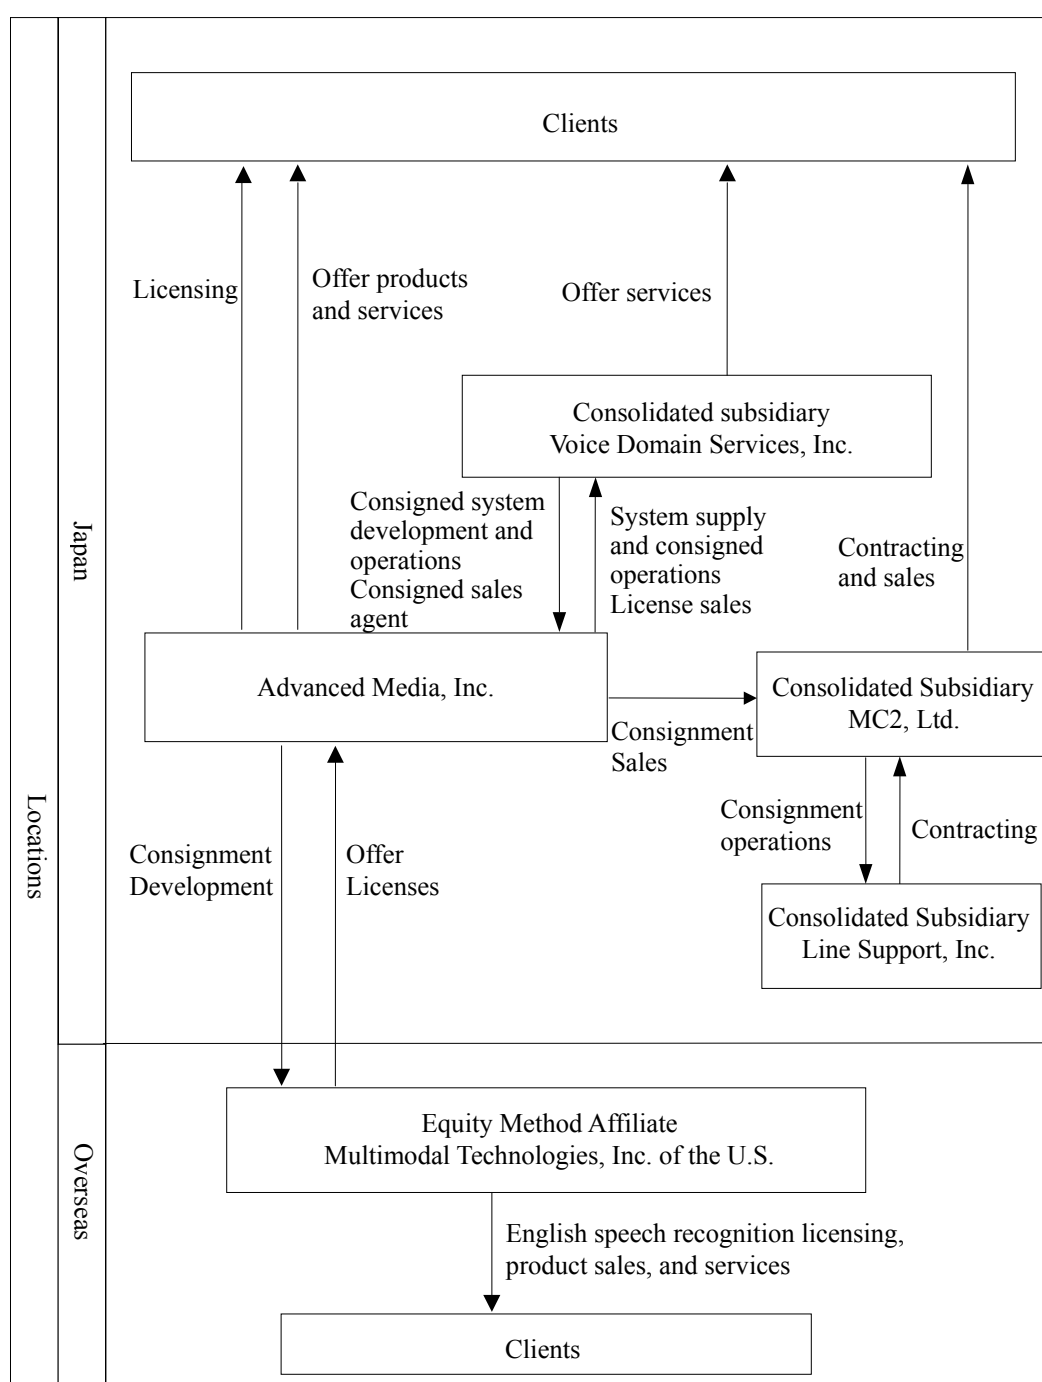 Clients
Licensing
Offer products
and services
Offer services
Consolidated subsidiary
Voice Domain Services, Inc.
Consigned system
development and
operations
Consigned sales
agent
System supply
and consigned
operations
License sales
Contracting
and sales
Japan
Advanced Media, Inc.
Consolidated Subsidiary
MC2, Ltd.
Consignment
Sales
Locations
Consignment
Development
Offer
Licenses
Consignment
operations
Contracting
Consolidated Subsidiary
Line Support, Inc.
Overseas
Equity Method Affiliate
Multimodal Technologies, Inc. of the U.S.
English speech recognition licensing,
product sales, and services
Clients